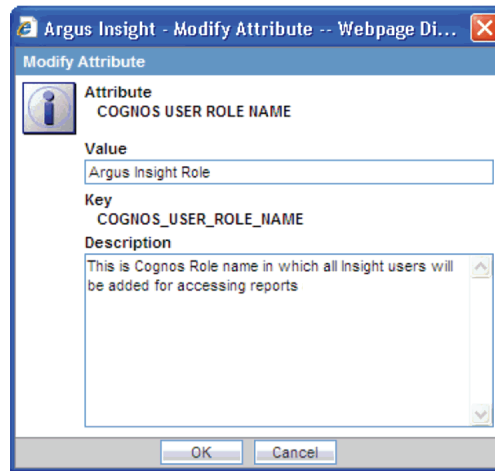 Argus Insight - Modify Attribute -- Webpage Di...
Modify Attribute
Attribute
COGNOS USER ROLE NAME
Value
Argus Insight Role
Key
COGNOS_USER_ROLE_NAME
Description
This is Cognos Role name in which all Insight users will
be added for accessing reports
OK Cancel